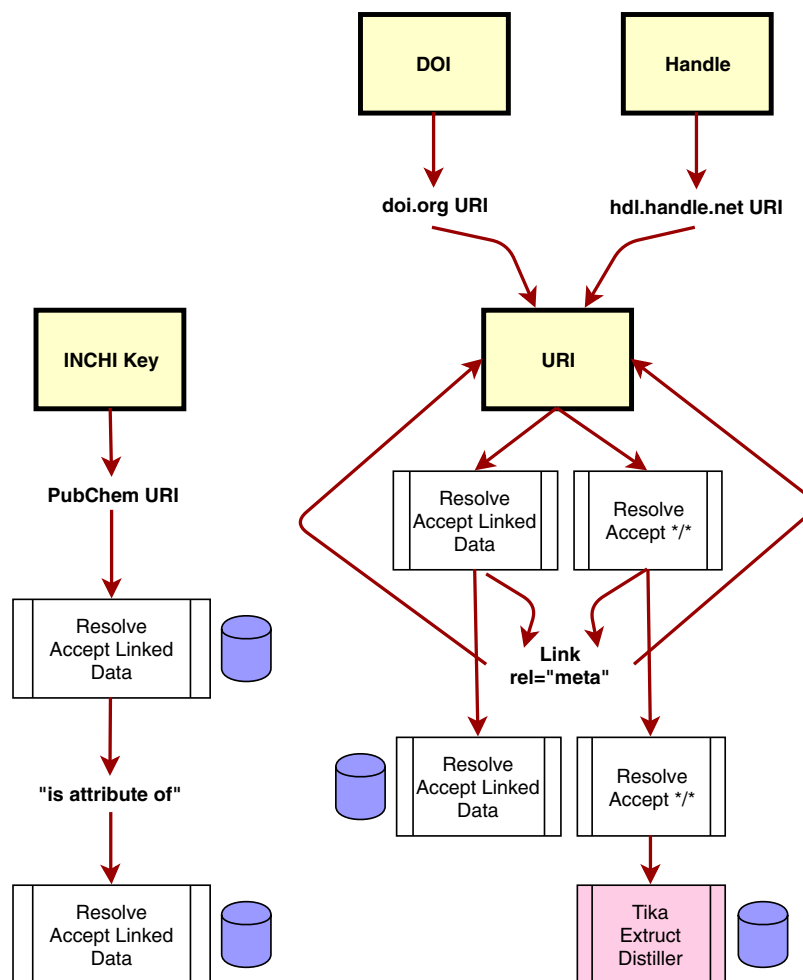 DOI
Handle
doi.org URI
hdl.handle.net URI
INCHI Key
URI
PubChem URI
Resolve
Accept Linked
Data
Resolve
Accept */*
Resolve
Accept Linked
Data
Link
rel="meta"
"is attribute of"
Resolve
Accept Linked
Data
Resolve
Accept */*
Resolve
Accept Linked
Data
Tika
Extruct
Distiller